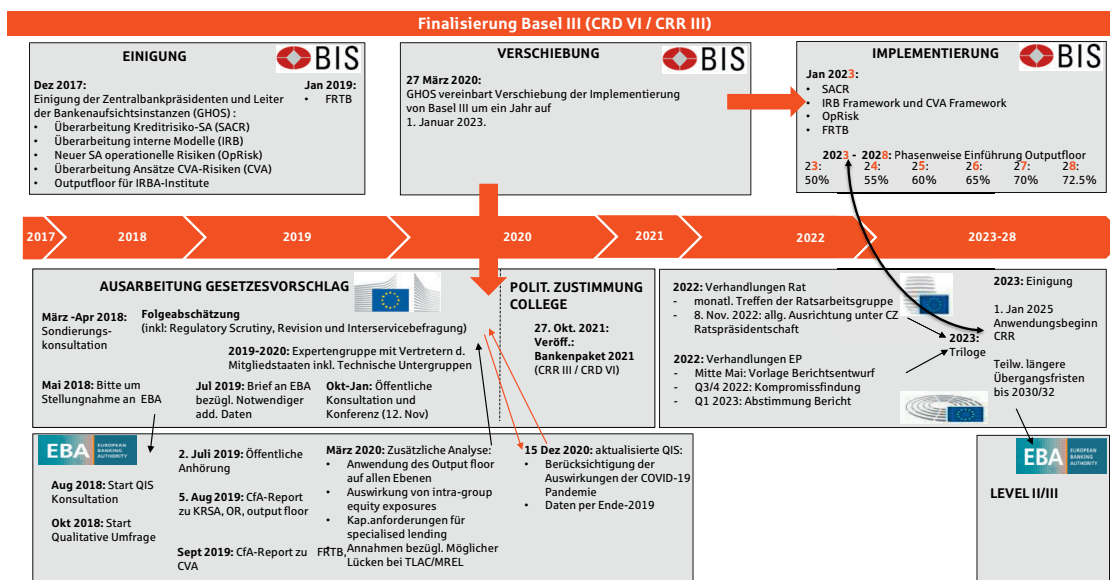 Finalisierung Basel III (CRD VI / CRR III)
EINIGUNG
BIS
Dez 2017:
Einigung der Zentralbankpräsidenten und Leiter
der Bankenaufsichtsinstanzen (GHOS) :
• Überarbeitung Kreditrisiko-SA (SACR)
• Überarbeitung interne Modelle (IRB)
• Neuer SA operationelle Risiken (OpRisk)
• Überarbeitung Ansätze CVA-Risiken (CVA)
• Outputfloor für IRBA-Institute
Jan 2019:
• FRTB
VERSCHIEBUNG
BIS
27 März 2020:
GHOS vereinbart Verschiebung der Implementierung
von Basel III um ein Jahr auf
1. Januar 2023.
IMPLEMENTIERUNG
BIS
Jan 2023:
• SACR
• IRB Framework und CVA Framework
• OpRisk
• FRTB
2023 - 2028: Phasenweise Einführung Outputfloor
23: 24: 25: 26: 27: 28:
50% 55% 60% 65% 70% 72.5%
2017 2018 2019 2020 2021 2022 2023-28
AUSARBEITUNG GESETZESVORSCHLAG
März -Apr 2018:
Sondierungs-
konsultation
Folgeabschätzung
(inkl: Regulatory Scrutiny, Revision und Interservicebefragung)
2019-2020: Expertengruppe mit Vertretern d.
Mitgliedstaaten inkl. Technische Untergruppen
Mai 2018: Bitte um
Stellungnahme an EBA
Jul 2019: Brief an EBA
bezügl. Notwendiger
add. Daten
Okt-Jan: Öffentliche
Konsultation und
Konferenz (12. Nov)
POLIT. ZUSTIMMUNG
COLLEGE
27. Okt. 2021:
Veröff.:
Bankenpaket 2021
(CRR III / CRD VI)
2022: Verhandlungen Rat
- monatl. Treffen der Ratsarbeitsgruppe
- 8. Nov. 2022: allg. Ausrichtung unter CZ
Ratspräsidentschaft
2022: Verhandlungen EP
- Mitte Mai: Vorlage Berichtsentwurf
- Q3/4 2022: Kompromissfindung
- Q1 2023: Abstimmung Bericht
2023:
Triloge
2023: Einigung
1. Jan 2025
Anwendungsbeginn
CRR
Teilw. längere
Übergangsfristen
bis 2030/32
EBA EUROPEAN
BANKING
AUTHORITY
Aug 2018: Start QIS
Konsultation
Okt 2018: Start
Qualitative Umfrage
2. Juli 2019: Öffentliche
Anhörung
5. Aug 2019: CfA-Report
zu KRSA, OR, output floor
Sept 2019: CfA-Report zu FRTB,
CVA
März 2020: Zusätzliche Analyse:
• Anwendung des Output floor
auf allen Ebenen
• Auswirkung von intra-group
equity exposures
• Kap.anforderungen für
specialised lending
• Annahmen bezügl. Möglicher
Lücken bei TLAC/MREL
15 Dez 2020: aktualisierte QIS:
• Berücksichtigung der
Auswirkungen der COVID-19
Pandemie
• Daten per Ende-2019
EBA EUROPEAN
BANKING
AUTHORITY
LEVEL II/III